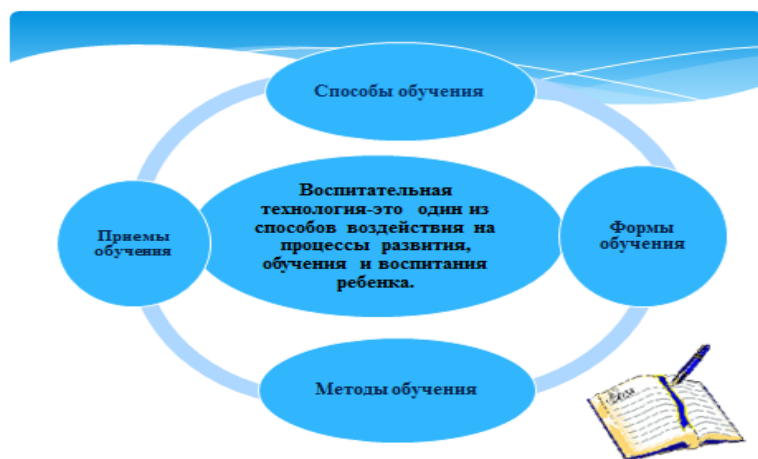 Способы обучения
Воспитательная
технология-это один из
способов воздействия на
процессы развития,
обучения и воспитания
ребенка.
Приемы
обучения
Формы
обучения
Методы обучения